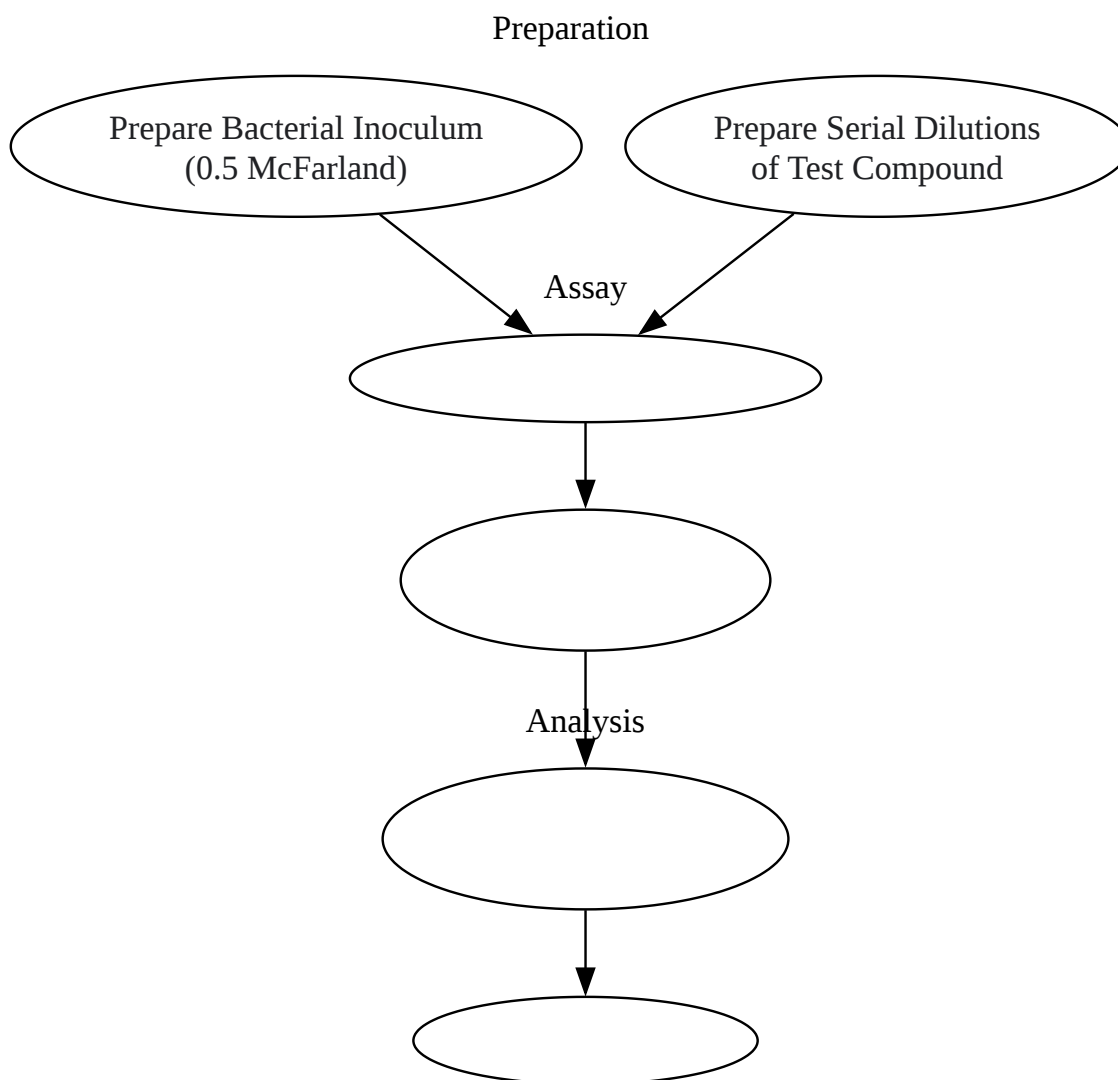 Preparation
Prepare Bacterial Inoculum
(0.5 McFarland)
Prepare Serial Dilutions
of Test Compound
Assay
Analysis